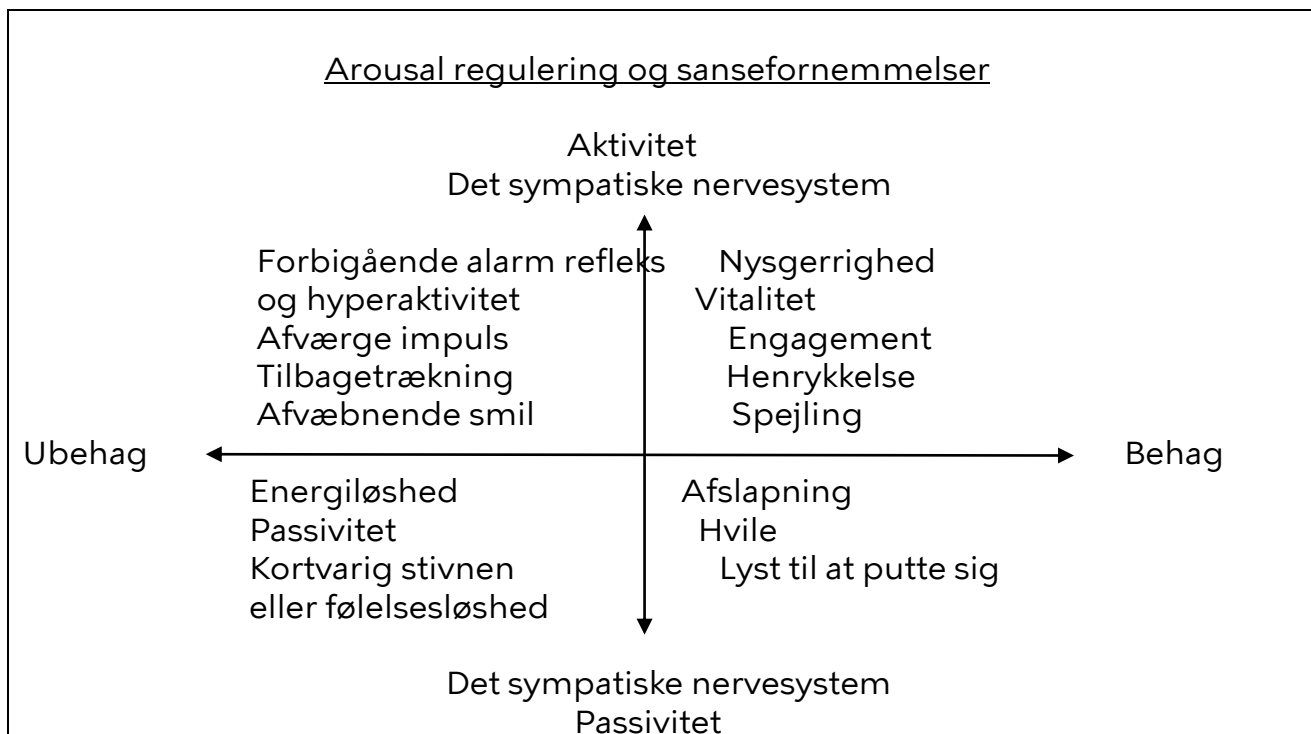 Arousal regulering og sansefornemmelser
Aktivitet
Det sympatiske nervesystem
Forbigående alarm refleks
og hyperaktivitet
Afværge impuls
Tilbagetrækning
Afvæbnende smil
Nysgerrighed
Vitalitet
Engagement
Henrykkelse
Spejling
Ubehag
Behag
Energiløshed
Passivitet
Kortvarig stivnen
eller følelsesløshed
Afslapning
Hvile
Lyst til at putte sig
Det sympatiske nervesystem
Passivitet